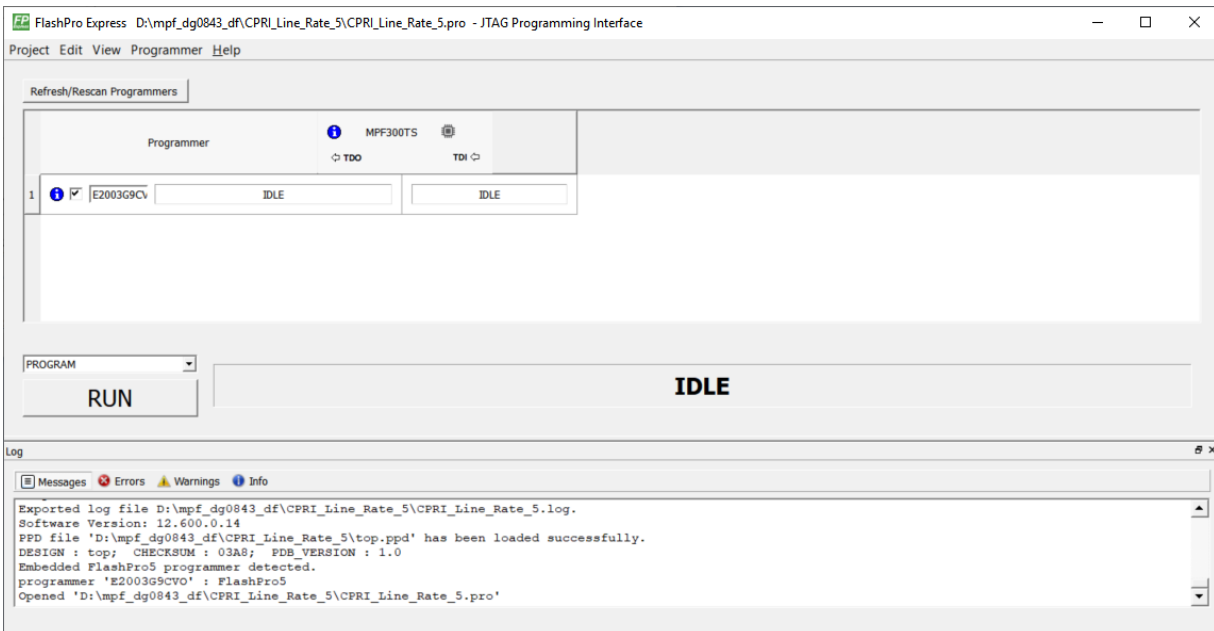 FP FlashPro Express D:\mpf_dg0843_df\CPRI_Line_Rate_5\CPRI_Line_Rate_5.pro - JTAG Programming Interface
Project Edit View Programmer Help
Refresh/Rescan Programmers
Programmer
MPF300TS
TDO TDI
1 E2003G9CV IDLE IDLE
PROGRAM
RUN
IDLE
Log
Messages Errors Warnings Info
Exported log file D:\mpf_dg0843_df\CPRI_Line_Rate_5\CPRI_Line_Rate_5.log.
Software Version: 12.600.0.14
PPD file 'D:\mpf_dg0843_df\CPRI_Line_Rate_5\top.ppd' has been loaded successfully.
DESIGN : top; CHECKSUM : 03A8; PDB_VERSION : 1.0
Embedded FlashPro5 programmer detected.
programmer 'E2003G9CVO' : FlashPro5
Opened 'D:\mpf_dg0843_df\CPRI_Line_Rate_5\CPRI_Line_Rate_5.pro'